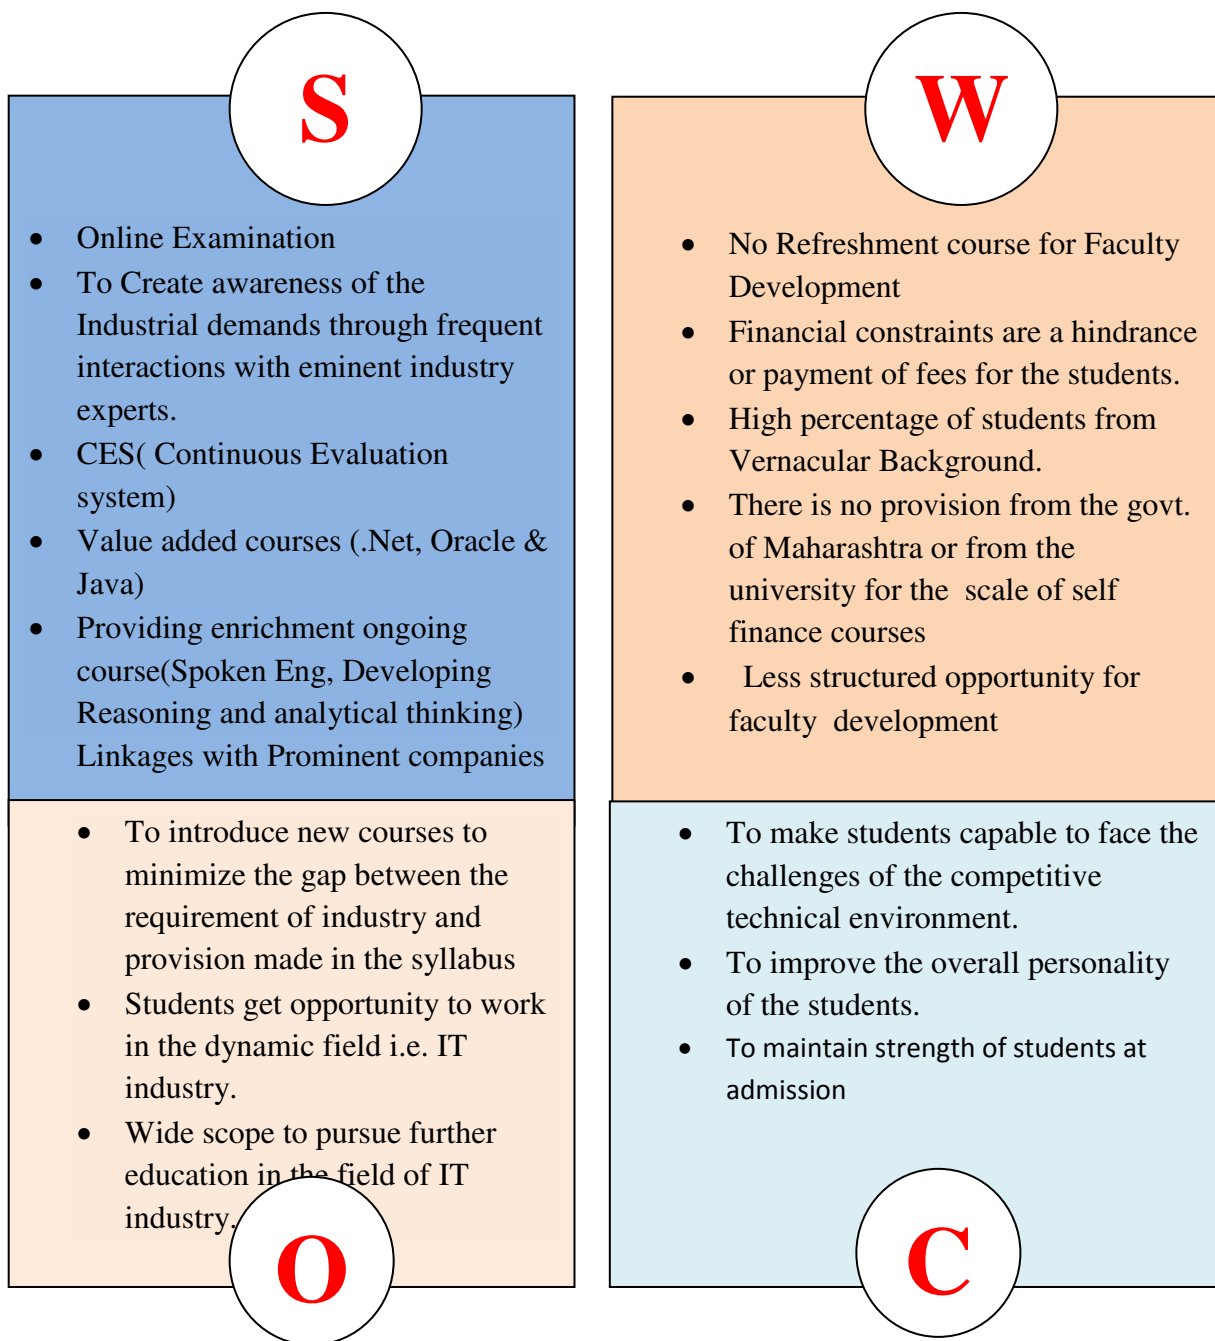 S
• Online Examination
• To Create awareness of the
Industrial demands through frequent
interactions with eminent industry
experts.
• CES( Continuous Evaluation
system)
• Value added courses (.Net, Oracle &
Java)
• Providing enrichment ongoing
course(Spoken Eng, Developing
Reasoning and analytical thinking)
Linkages with Prominent companies
W
• No Refreshment course for Faculty
Development
• Financial constraints are a hindrance
or payment of fees for the students.
• High percentage of students from
Vernacular Background.
• There is no provision from the govt.
of Maharashtra or from the
university for the scale of self
finance courses
• Less structured opportunity for
faculty development
• To introduce new courses to
minimize the gap between the
requirement of industry and
provision made in the syllabus
• Students get opportunity to work
in the dynamic field i.e. IT
industry.
• Wide scope to pursue further
education in the field of IT
industry.
O
• To make students capable to face the
challenges of the competitive
technical environment.
• To improve the overall personality
of the students.
• To maintain strength of students at
admission
C